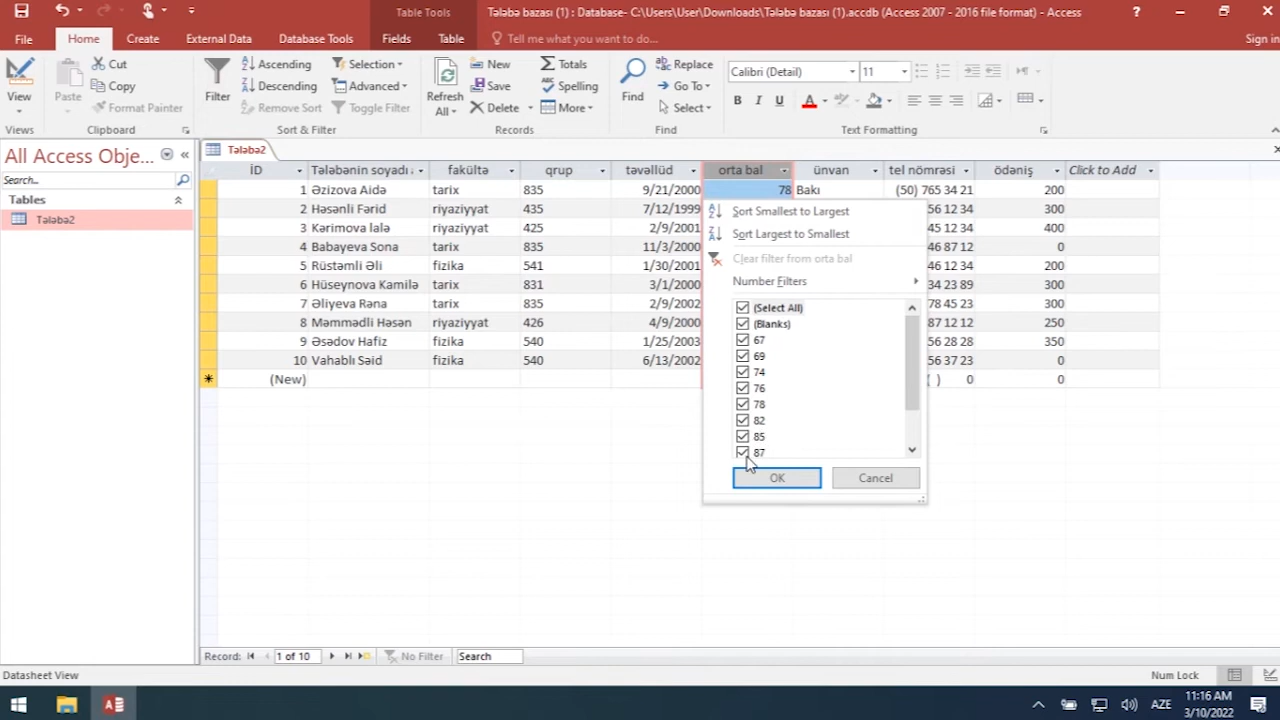 Table Tools
Tələbə bazası (1) : Database- C:\Users\User\Downloads\Tələbə bazası (1).accdb (Access 2007 - 2016 file format) - Access
?
File Home Create External Data Database Tools Fields Table Tell me what you want to do... Sign in
View Paste Cut Copy Format Painter
Filter Ascending Descending Remove Sort Selection Advanced Toggle Filter
Refresh All New Save Delete Totals Spelling More
Find Replace Go To Select
Calibri (Detail) 11
B I U
Views Clipboard Sort & Filter Records Find Text Formatting
All Access Obje...
Search...
Tables
Tələbə2
Tələbə2
İD Tələbənin soyadı fakültə qrup təvəllüd orta bal ünvan tel nömrəsi ödəniş Click to Add
1 Əzizova Aidə tarix 835 9/21/2000 78 Bakı (50) 765 34 21 200
2 Həsənli Fərid riyaziyyat 435 7/12/1999 56 12 34 300
3 Kərimova lalə riyaziyyat 425 2/9/2001 45 12 34 400
4 Babayeva Sona tarix 835 11/3/2000 46 87 12 0
5 Rüstəmli Əli fizika 541 1/30/2001 46 12 34 200
6 Hüseynova Kamilə tarix 831 3/1/2000 34 23 89 300
7 Əliyeva Rəna tarix 835 2/9/2002 78 45 23 300
8 Məmmədli Həsən riyaziyyat 426 4/9/2000 87 12 12 250
9 Əsədov Hafiz fizika 540 1/25/2003 56 28 28 350
10 Vahablı Səid fizika 540 6/13/2002 56 37 23 0
(New) ( ) 0 0
Sort Smallest to Largest
Sort Largest to Smallest
Clear filter from orta bal
Number Filters
(Select All)
(Blanks)
67
69
74
76
78
82
85
87
OK Cancel
Record: 1 of 10 No Filter Search
Datasheet View Num Lock
AZE 11:16 AM
3/10/2022